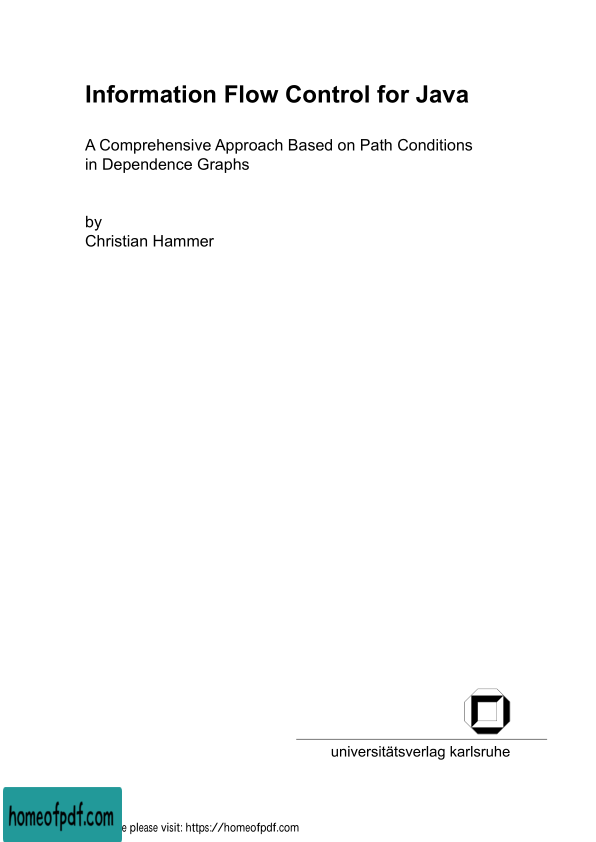 Information Flow Control for Java
A Comprehensive Approach Based on Path Conditions
in Dependence Graphs
by
Christian Hammer
universitätsverlag karlsruhe
homeofpdf.com
please visit: https://homeofpdf.com